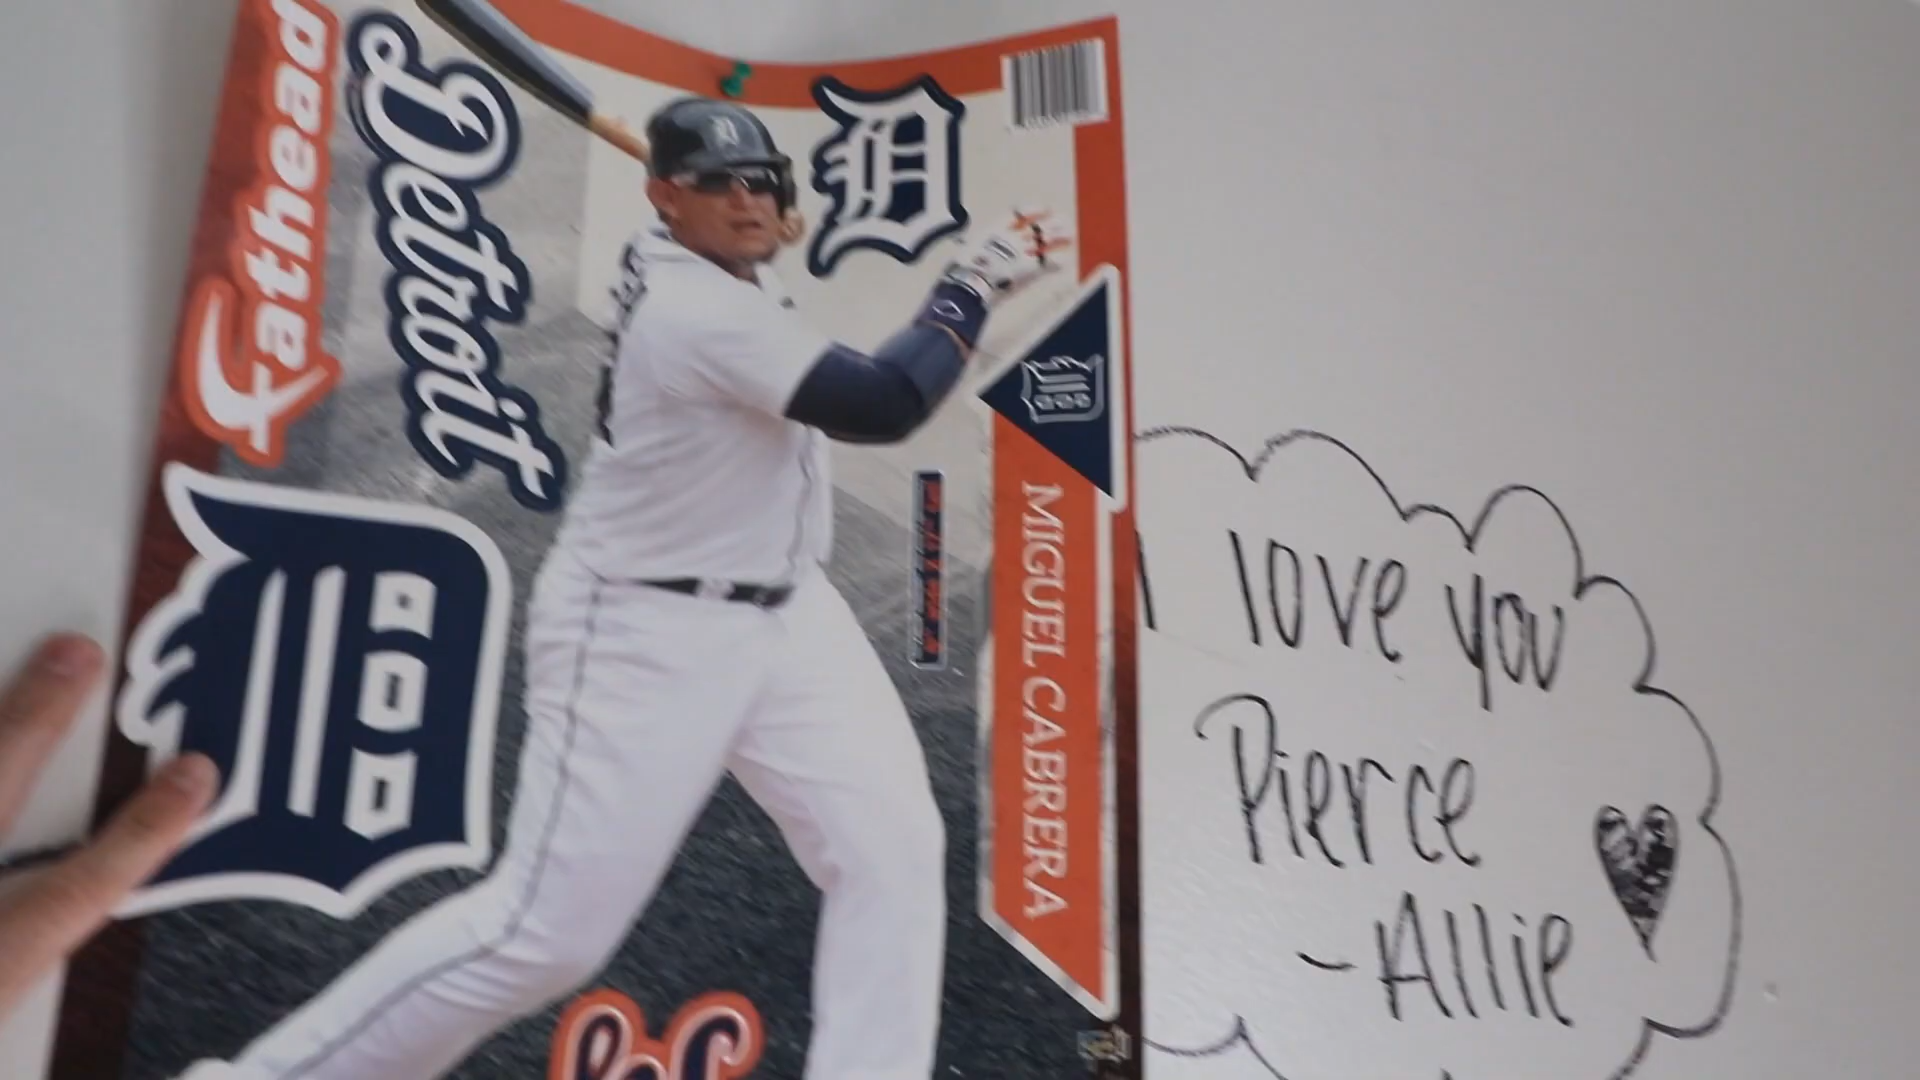 Fathead
Detroit
D
D
D
MIGUEL CABRERA
I love you
Pierce
-Allie